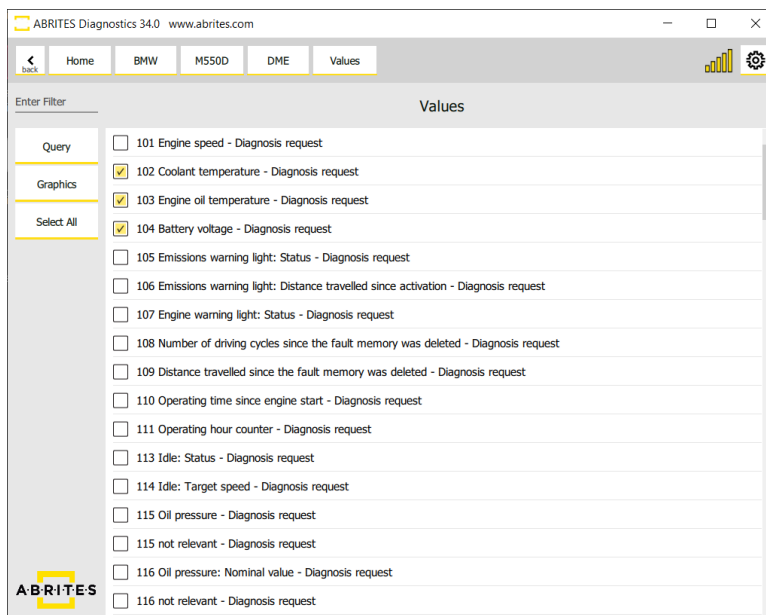 ABRITES Diagnostics 34.0 www.abrites.com
back Home BMW M550D DME Values
Enter Filter
Values
Query
Graphics
Select All
101 Engine speed - Diagnosis request
102 Coolant temperature - Diagnosis request
103 Engine oil temperature - Diagnosis request
104 Battery voltage - Diagnosis request
105 Emissions warning light: Status - Diagnosis request
106 Emissions warning light: Distance travelled since activation - Diagnosis request
107 Engine warning light: Status - Diagnosis request
108 Number of driving cycles since the fault memory was deleted - Diagnosis request
109 Distance travelled since the fault memory was deleted - Diagnosis request
110 Operating time since engine start - Diagnosis request
111 Operating hour counter - Diagnosis request
113 Idle: Status - Diagnosis request
114 Idle: Target speed - Diagnosis request
115 Oil pressure - Diagnosis request
115 not relevant - Diagnosis request
116 Oil pressure: Nominal value - Diagnosis request
116 not relevant - Diagnosis request
A·B·R·I·T·E·S